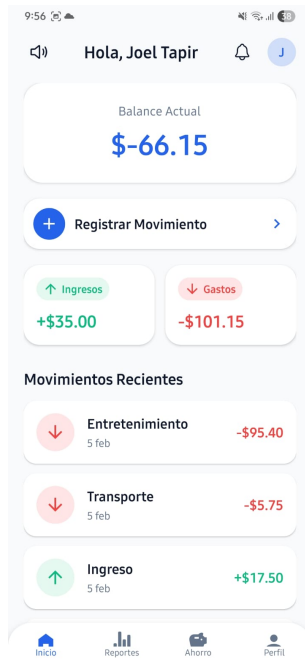 9:56
38
Hola, Joel Tapir
J
Balance Actual
$-66.15
+ Registrar Movimiento >
↑ Ingresos
+$35.00
↓ Gastos
-$101.15
Movimientos Recientes
Entretenimiento
5 feb
-$95.40
Transporte
5 feb
-$5.75
Ingreso
5 feb
+$17.50
Inicio
Reportes
Ahorro
Perfil